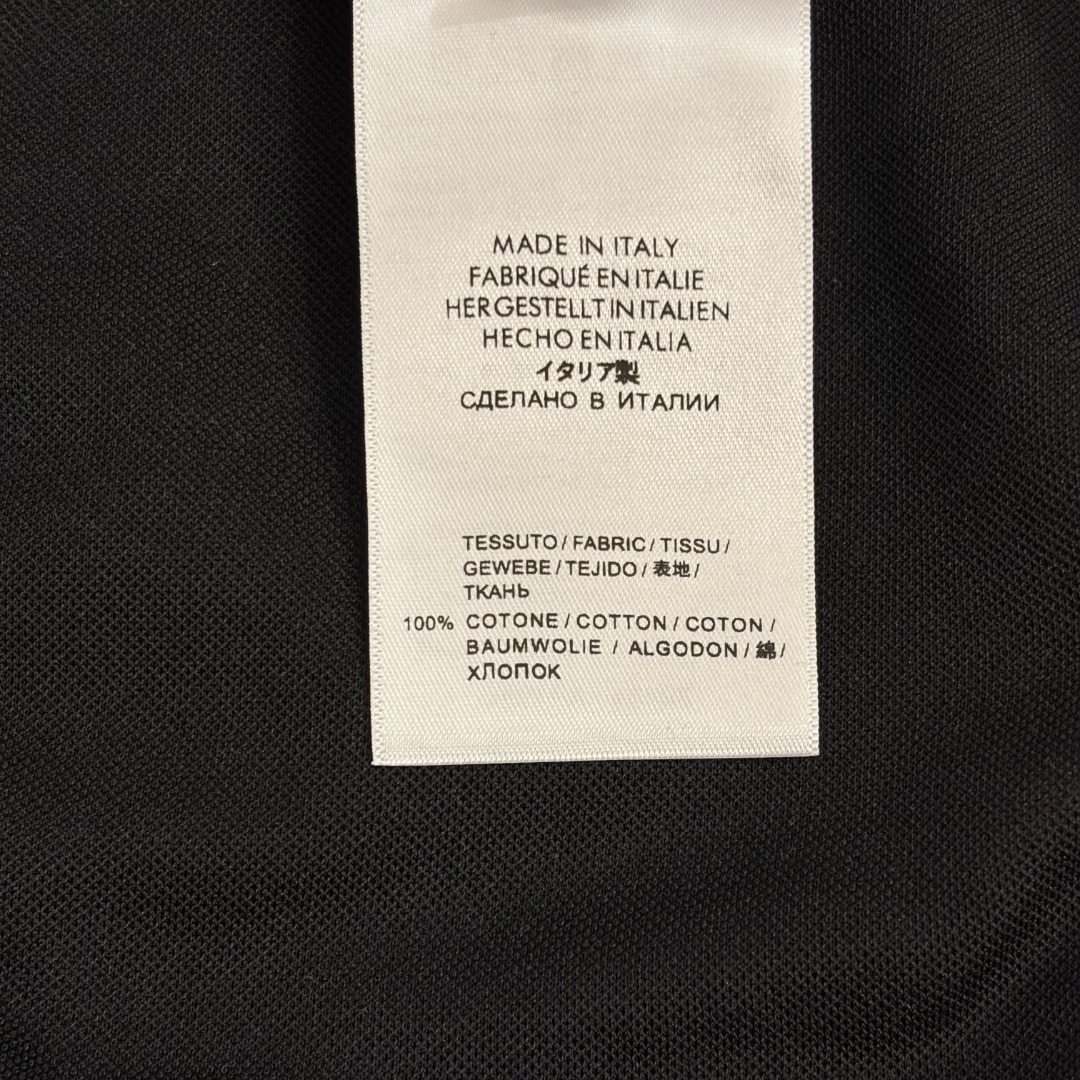 MADE IN ITALY
FABRIQUÉ EN ITALIE
HERGESTELLT IN ITALIEN
HECHO EN ITALIA
イタリア製
СДЕЛАНО В ИТАЛИИ
TESSUTO / FABRIC / TISSU /
GEWEBE / TEJIDO / 表地 /
ТКАНЬ
100% COTONE / COTTON / COTON /
BAUMWOLIE / ALGODON / 綿 /
ХЛОПОК